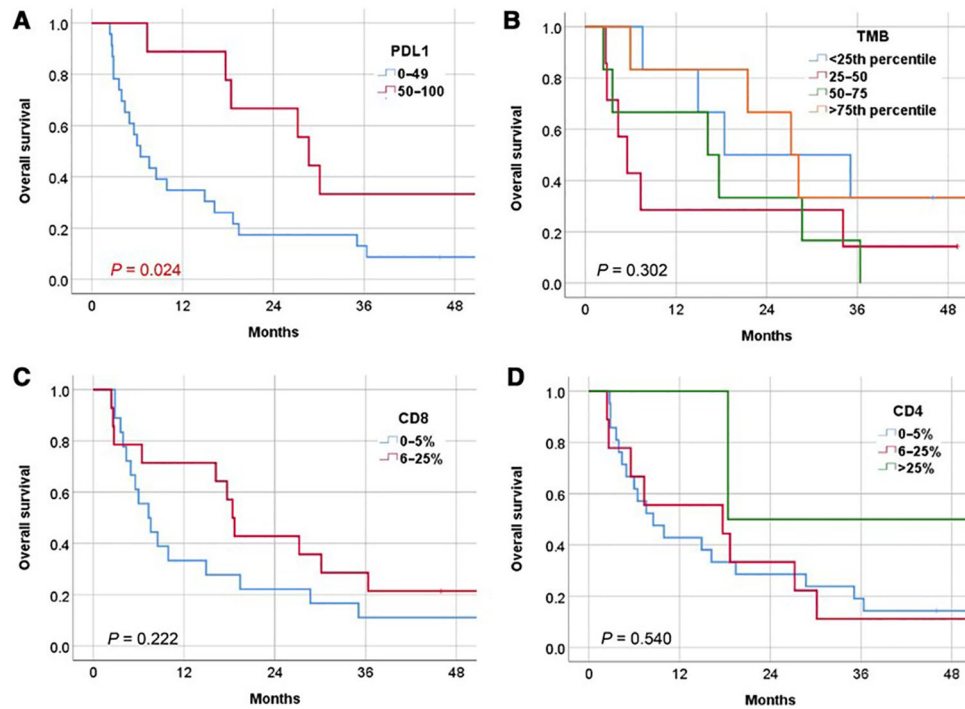 A
PDL1
0–49
50–100
Overall survival
1.0
0.8
0.6
0.4
0.2
0.0
P = 0.024
0 12 24 36 48
Months
B
TMB
<25th percentile
25–50
50–75
>75th percentile
Overall survival
1.0
0.8
0.6
0.4
0.2
0.0
P = 0.302
0 12 24 36 48
Months
C
CD8
0–5%
6–25%
Overall survival
1.0
0.8
0.6
0.4
0.2
0.0
P = 0.222
0 12 24 36 48
Months
D
CD4
0–5%
6–25%
>25%
Overall survival
1.0
0.8
0.6
0.4
0.2
0.0
P = 0.540
0 12 24 36 48
Months